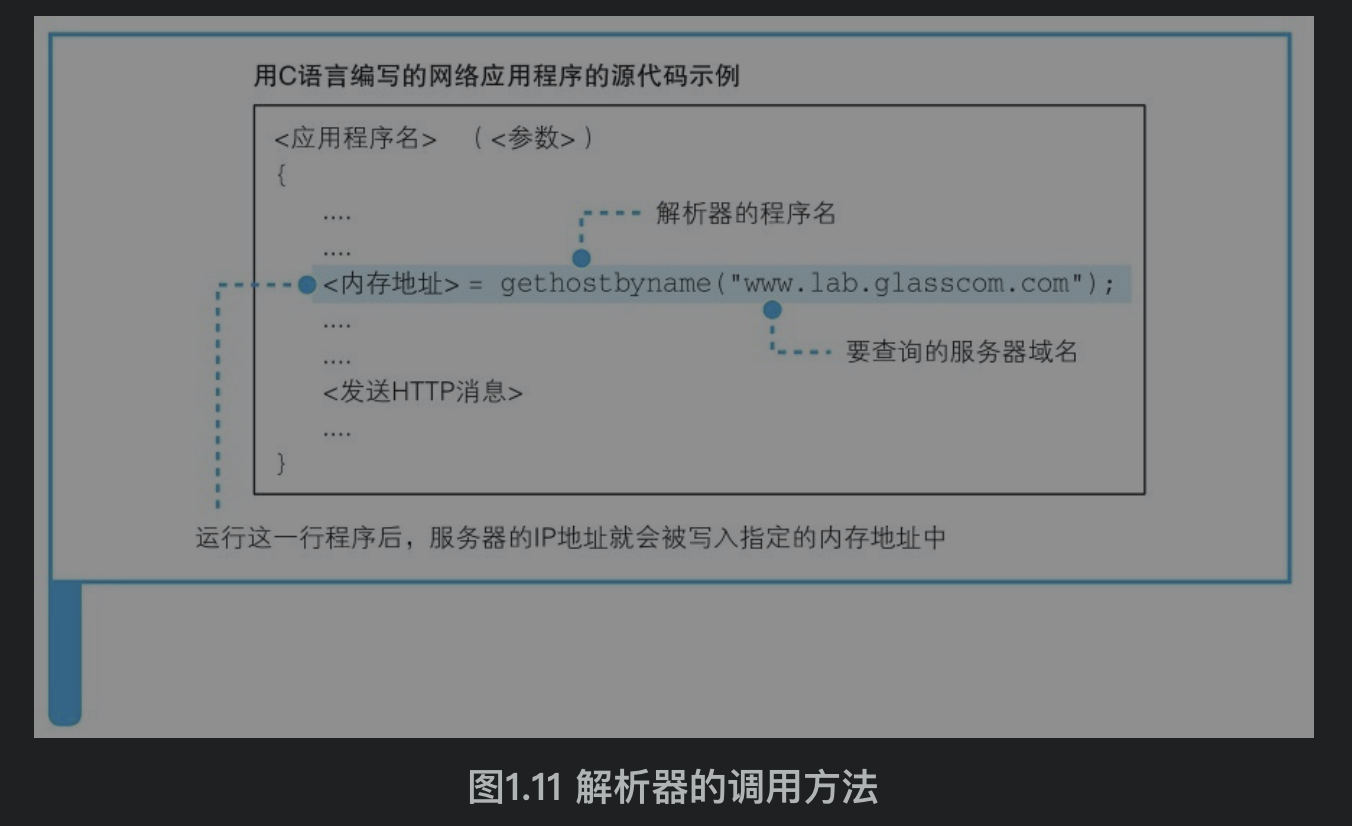 用C语言编写的网络应用程序的源代码示例
<应用程序名> (<参数>)
{
....
解析器的程序名
....
<内存地址> = gethostbyname("www.lab.glasscom.com");
....
要查询的服务器域名
....
<发送HTTP消息>
....
}
运行这一行程序后，服务器的IP地址就会被写入指定的内存地址中
图1.11 解析器的调用方法